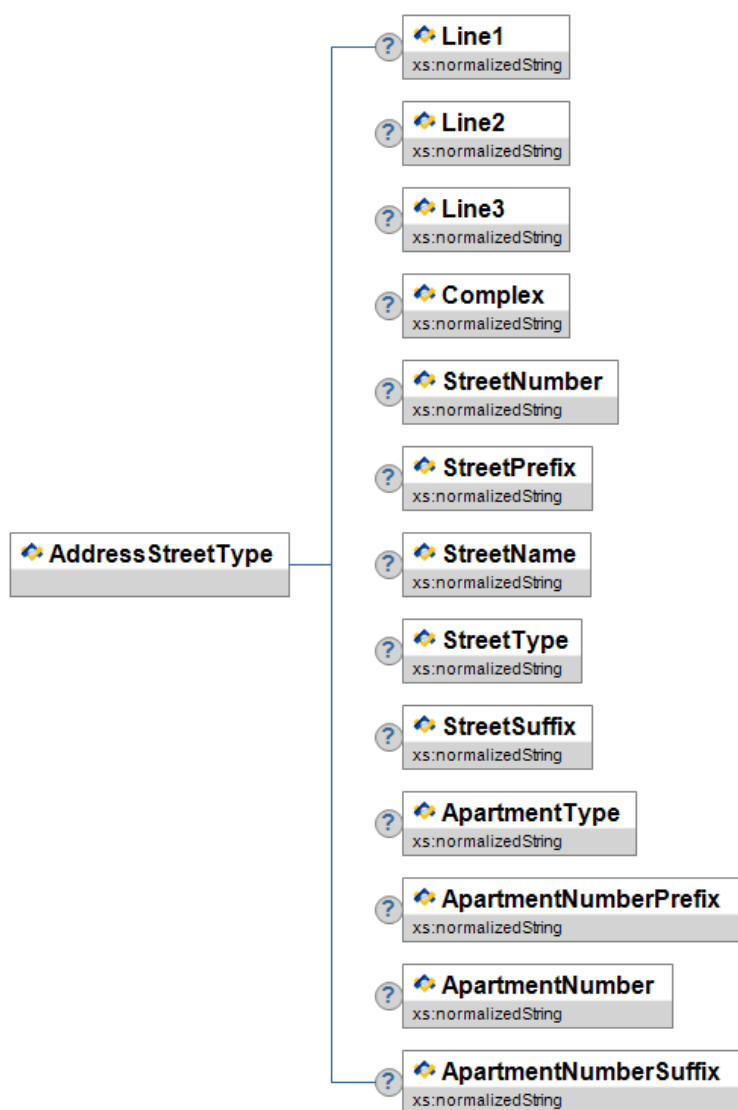 ?
Line1
xs:normalizedString
?
Line2
xs:normalizedString
?
Line3
xs:normalizedString
?
Complex
xs:normalizedString
?
StreetNumber
xs:normalizedString
?
StreetPrefix
xs:normalizedString
AddressStreetType
?
StreetName
xs:normalizedString
?
StreetType
xs:normalizedString
?
StreetSuffix
xs:normalizedString
?
ApartmentType
xs:normalizedString
?
ApartmentNumberPrefix
xs:normalizedString
?
ApartmentNumber
xs:normalizedString
?
ApartmentNumberSuffix
xs:normalizedString